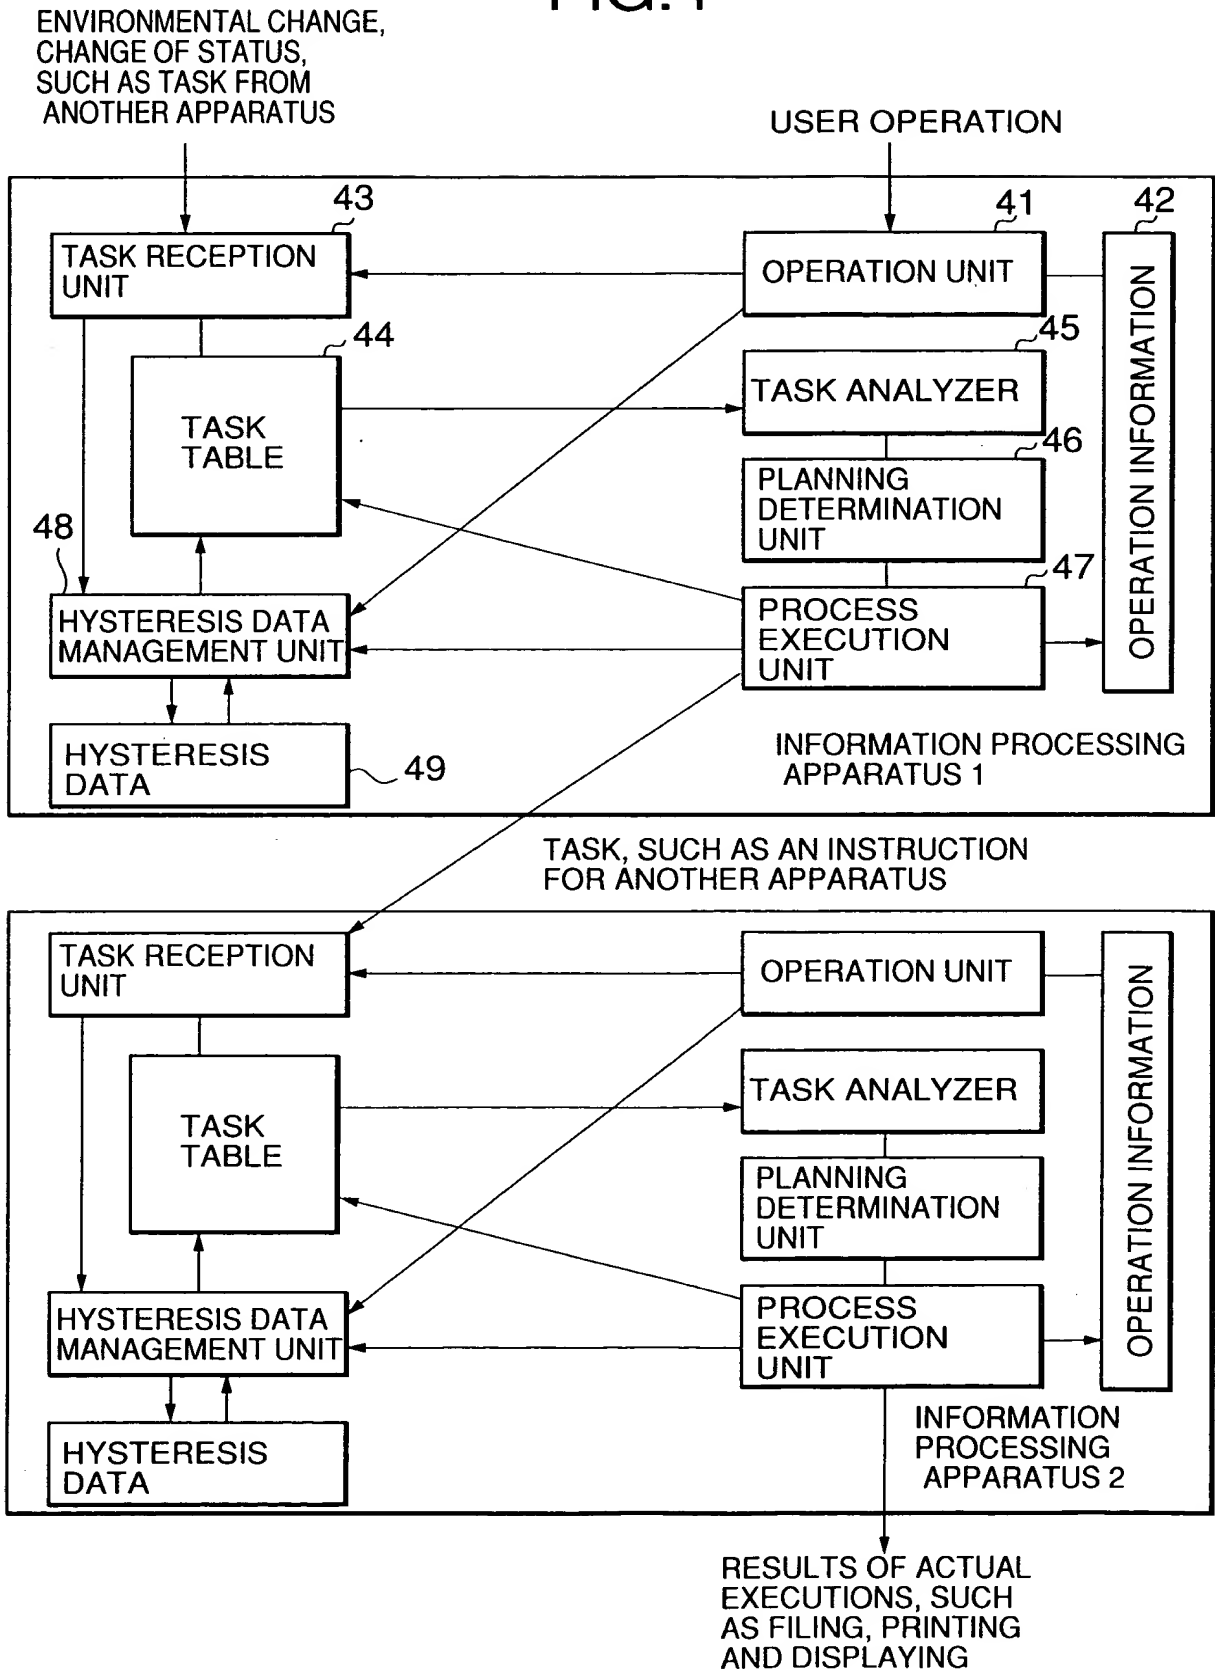 FIG.1
ENVIRONMENTAL CHANGE,
CHANGE OF STATUS,
SUCH AS TASK FROM
ANOTHER APPARATUS
USER OPERATION
43
41
42
TASK RECEPTION
UNIT
OPERATION UNIT
OPERATION INFORMATION
44
45
TASK
TABLE
TASK ANALYZER
46
PLANNING
DETERMINATION
UNIT
48
47
HYSTERESIS DATA
MANAGEMENT UNIT
PROCESS
EXECUTION
UNIT
HYSTERESIS
DATA
49
INFORMATION PROCESSING
APPARATUS 1
TASK, SUCH AS AN INSTRUCTION
FOR ANOTHER APPARATUS
TASK RECEPTION
UNIT
OPERATION UNIT
OPERATION INFORMATION
TASK
TABLE
TASK ANALYZER
PLANNING
DETERMINATION
UNIT
HYSTERESIS DATA
MANAGEMENT UNIT
PROCESS
EXECUTION
UNIT
HYSTERESIS
DATA
INFORMATION
PROCESSING
APPARATUS 2
RESULTS OF ACTUAL
EXECUTIONS, SUCH
AS FILING, PRINTING
AND DISPLAYING